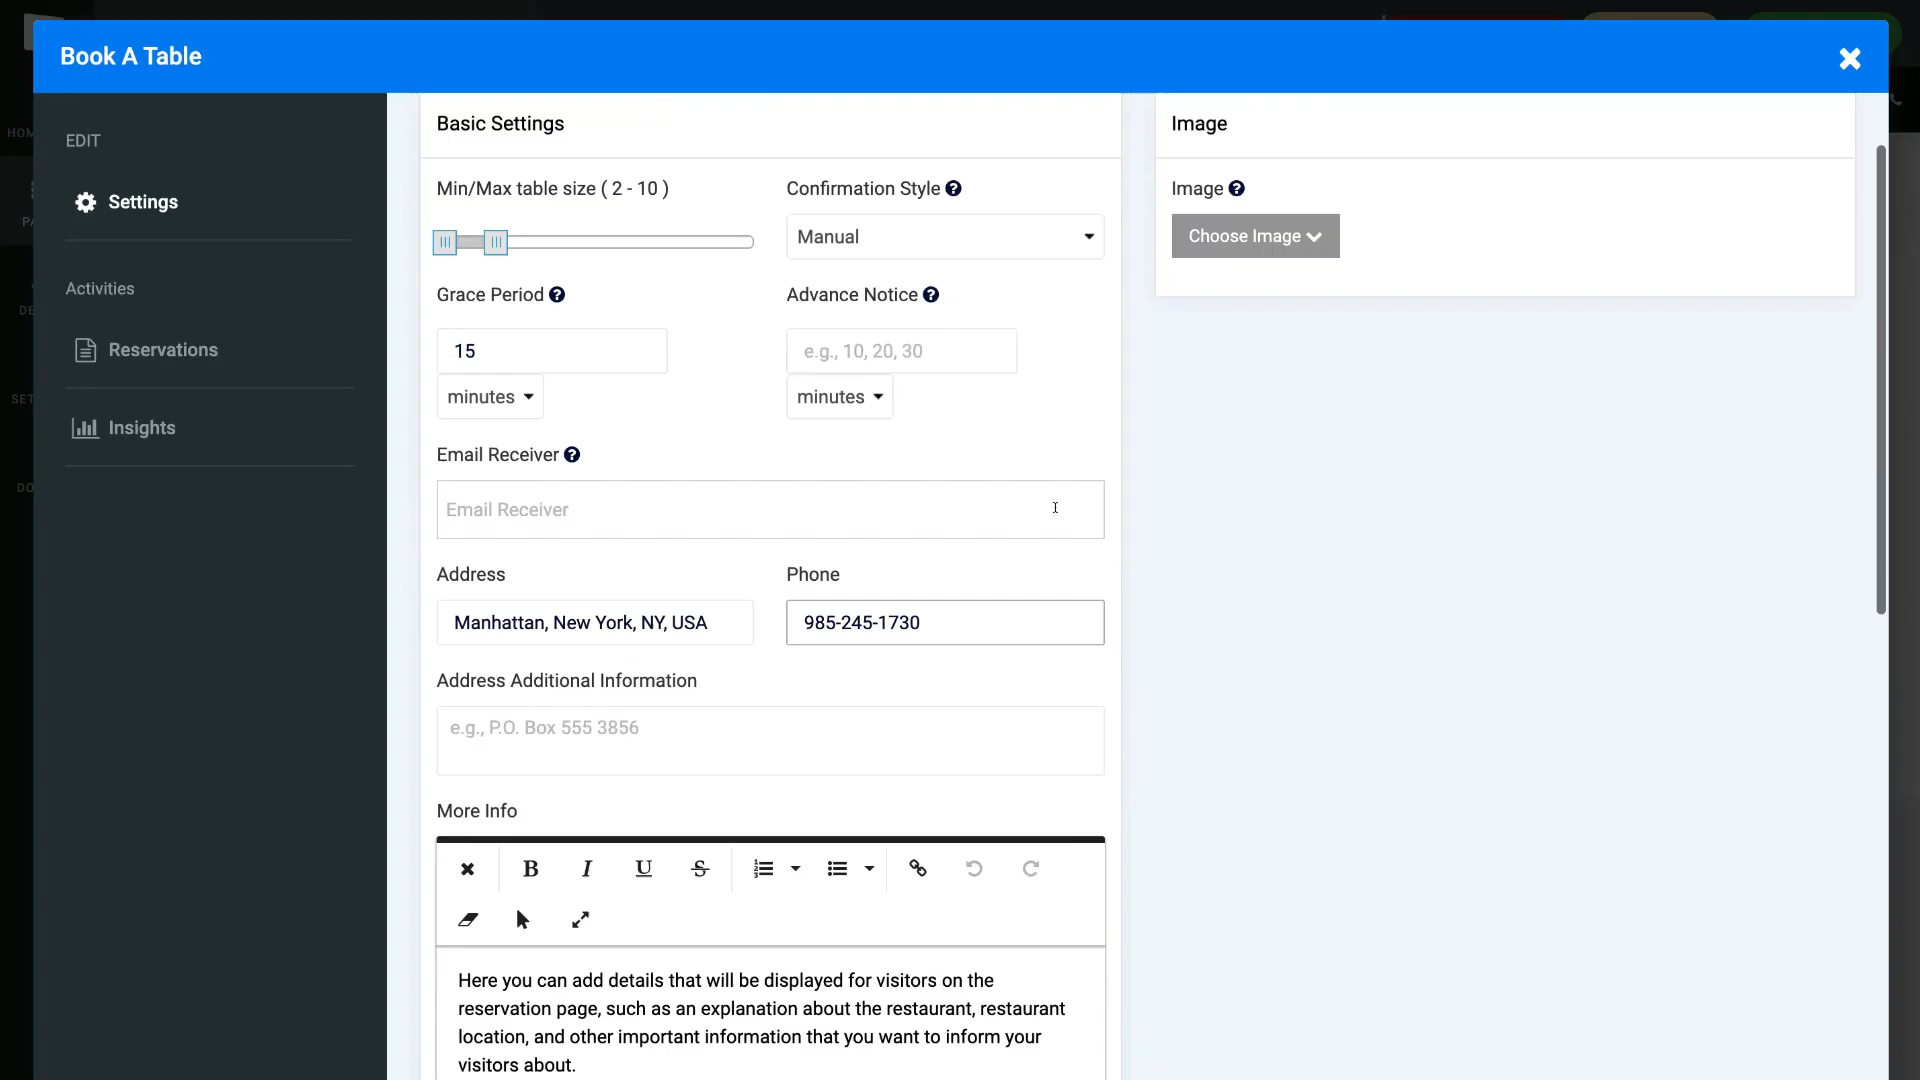 Book A Table
EDIT
Settings
Activities
Reservations
Insights
Basic Settings
Min/Max table size ( 2 - 10 )
Confirmation Style
Manual
Grace Period
Advance Notice
15
e.g., 10, 20, 30
minutes
minutes
Email Receiver
Email Receiver
Address
Phone
Manhattan, New York, NY, USA
985-245-1730
Address Additional Information
e.g., P.O. Box 555 3856
More Info
B I U S
Here you can add details that will be displayed for visitors on the
reservation page, such as an explanation about the restaurant, restaurant
location, and other important information that you want to inform your
visitors about.
Image
Image
Choose Image